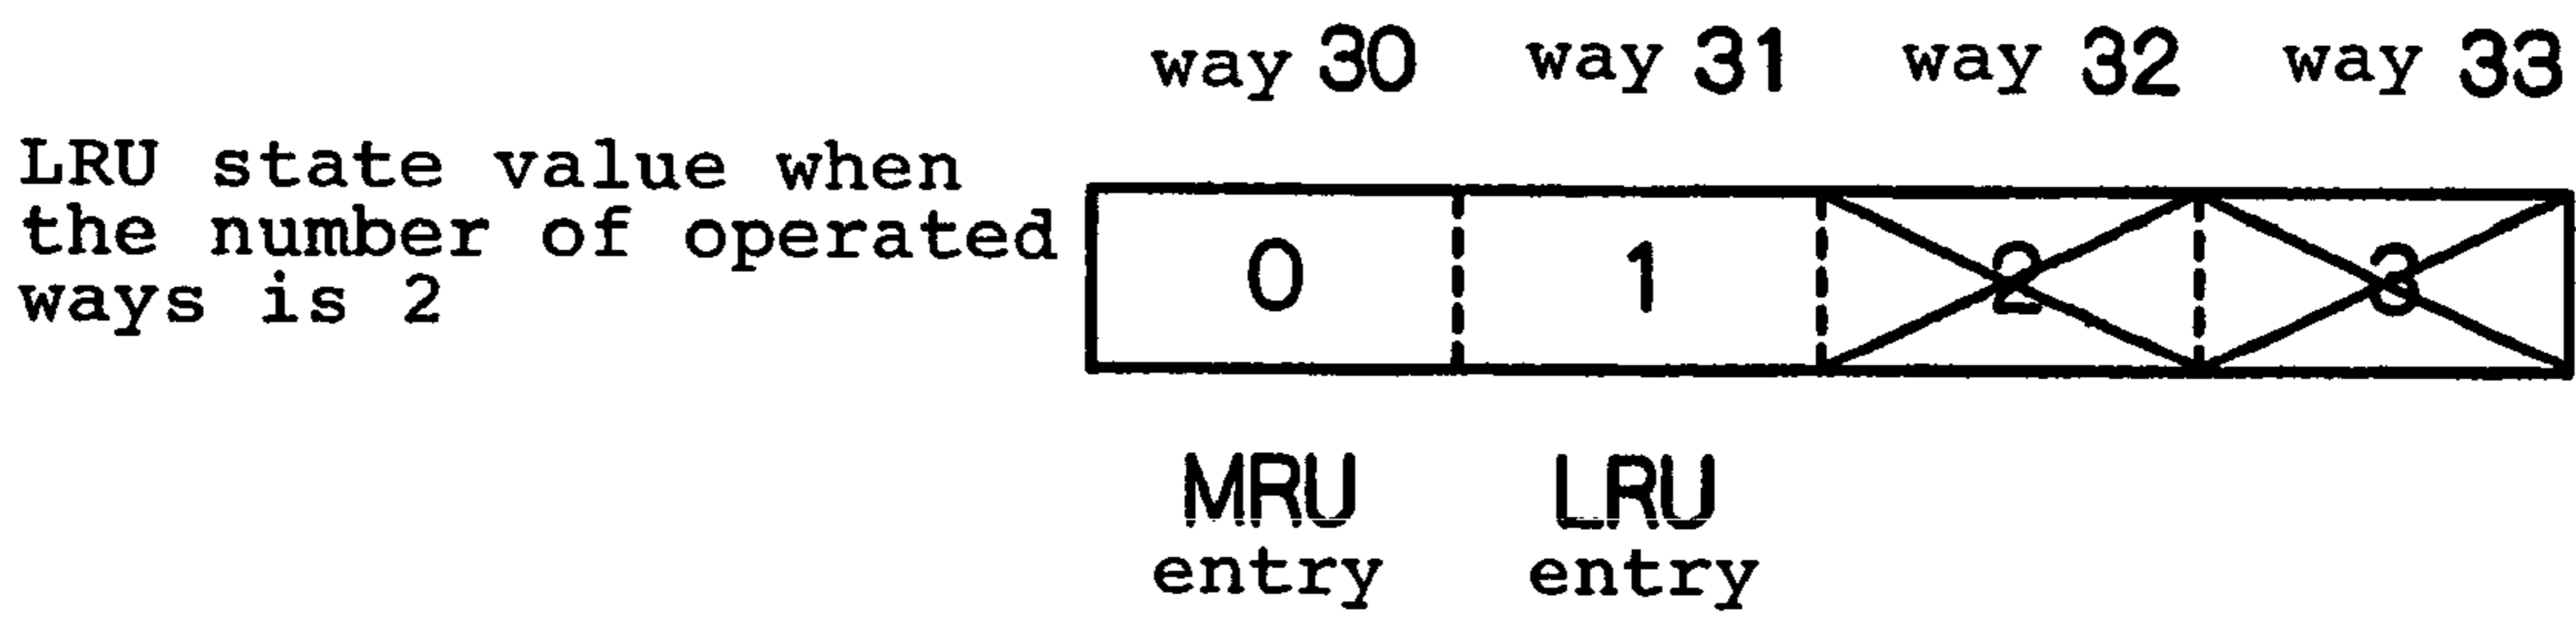 way 30 way 31 way 32 way 33
LRU state value when
the number of operated
ways is 2
0 1 2 3
MRU LRU
entry entry